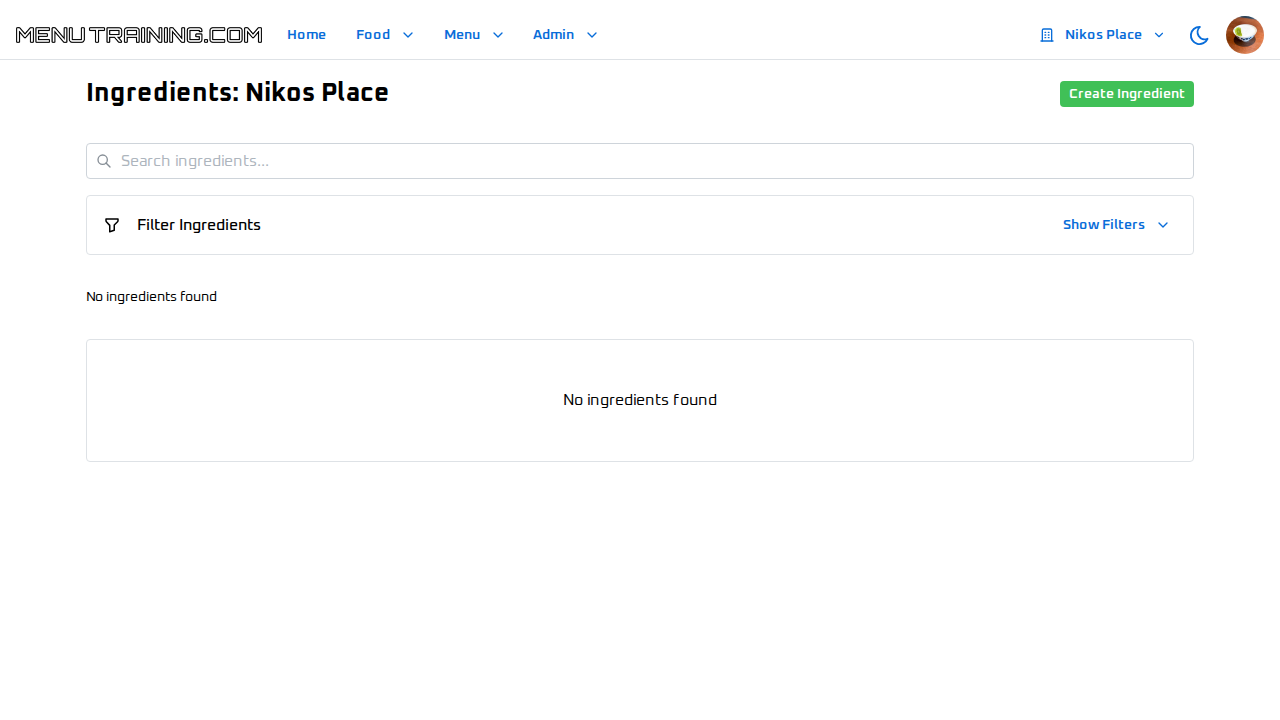 MENUTRAINING.COM Home Food Menu Admin Nikos Place
Ingredients: Nikos Place Create Ingredient
Search ingredients...
Filter Ingredients Show Filters
No ingredients found
No ingredients found